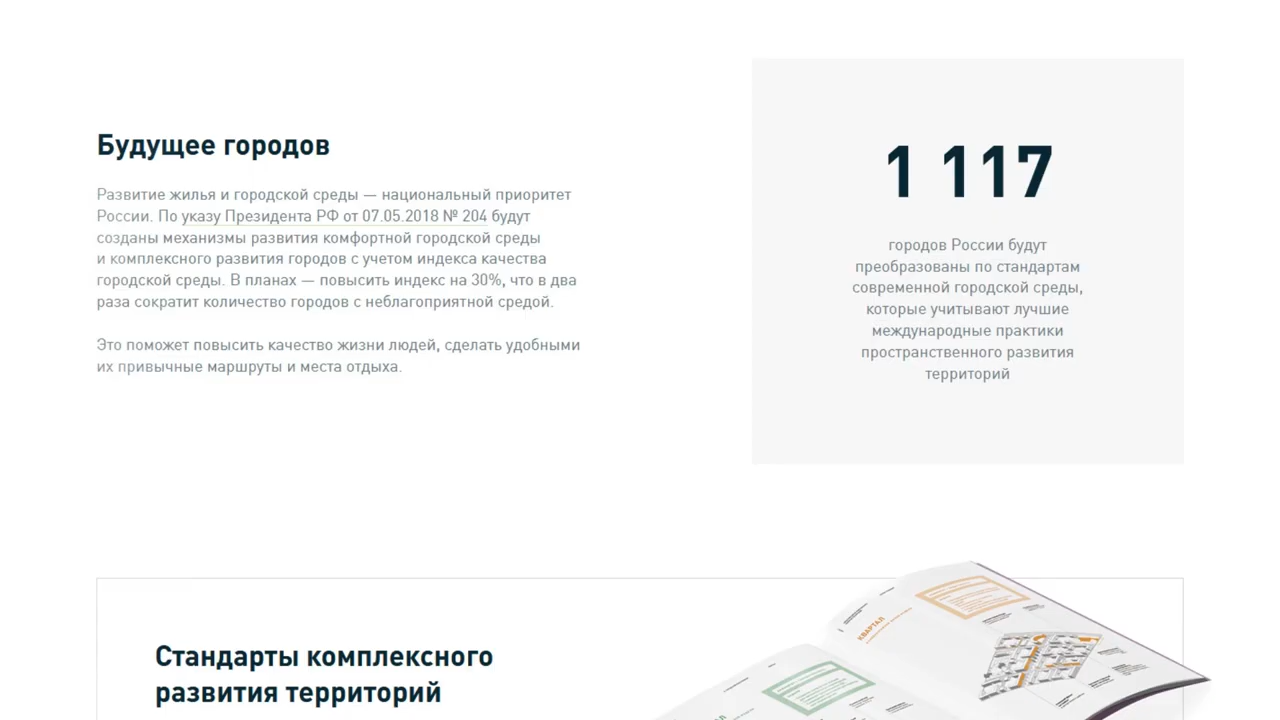 Будущее городов
Развитие жилья и городской среды — национальный приоритет
России. По указу Президента РФ от 07.05.2018 № 204 будут
созданы механизмы развития комфортной городской среды
и комплексного развития городов с учетом индекса качества
городской среды. В планах — повысить индекс на 30%, что в два
раза сократит количество городов с неблагоприятной средой.
Это поможет повысить качество жизни людей, сделать удобными
их привычные маршруты и места отдыха.
1 117
городов России будут
преобразованы по стандартам
современной городской среды,
которые учитывают лучшие
международные практики
пространственного развития
территорий
Стандарты комплексного
развития территорий
КВАРТАЛ